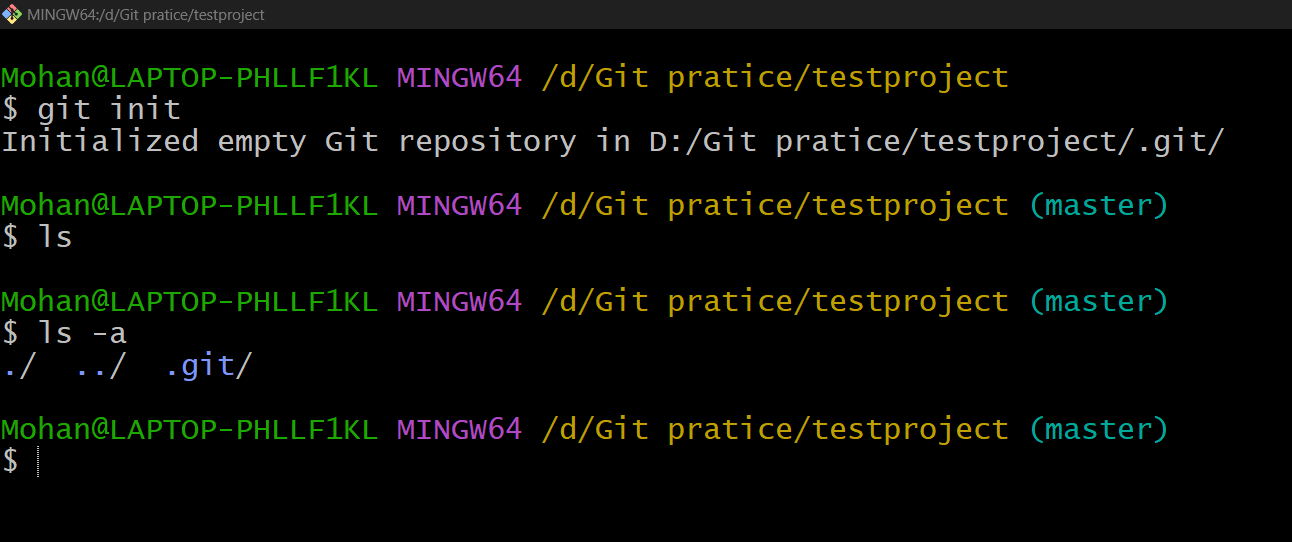 MINGW64:/d/Git pratice/testproject
Mohan@LAPTOP-PHLLF1KL MINGW64 /d/Git pratice/testproject
$ git init
Initialized empty Git repository in D:/Git pratice/testproject/.git/
Mohan@LAPTOP-PHLLF1KL MINGW64 /d/Git pratice/testproject (master)
$ ls
Mohan@LAPTOP-PHLLF1KL MINGW64 /d/Git pratice/testproject (master)
$ ls -a
./  ../  .git/
Mohan@LAPTOP-PHLLF1KL MINGW64 /d/Git pratice/testproject (master)
$